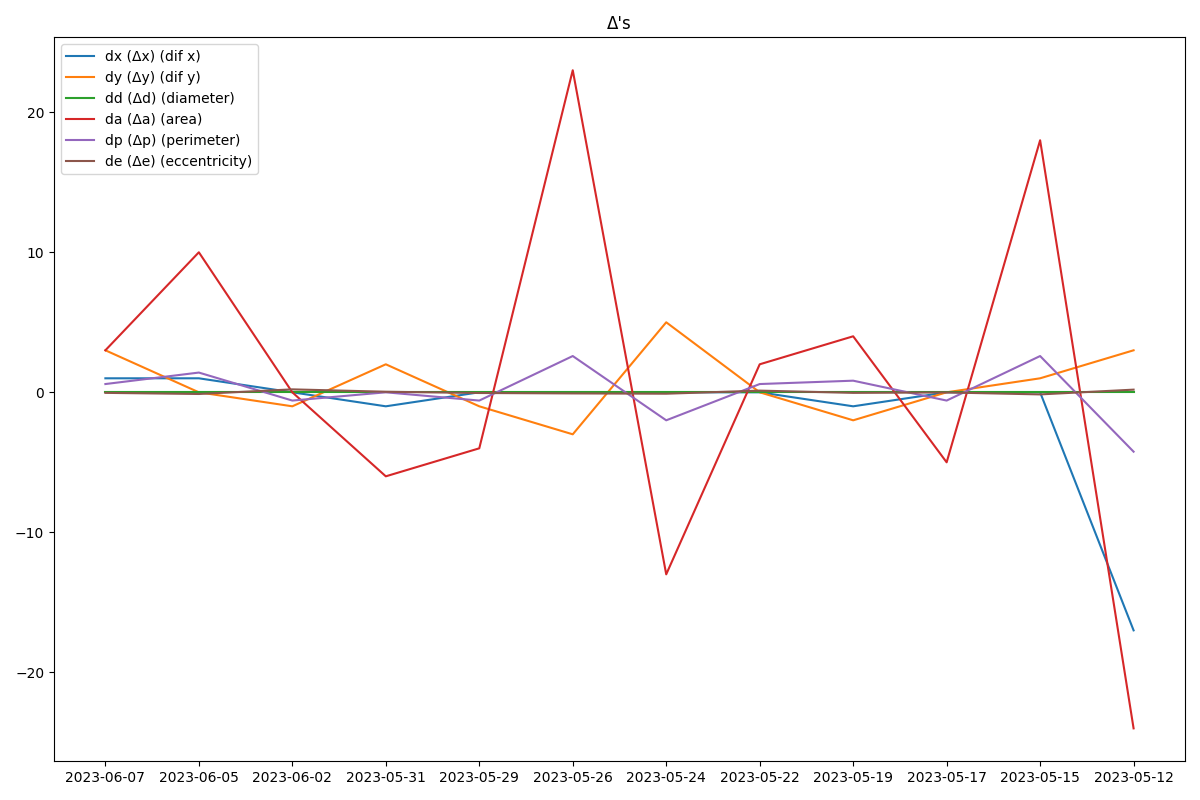 Δ's
dx (Δx) (dif x)
dy (Δy) (dif y)
dd (Δd) (diameter)
da (Δa) (area)
dp (Δp) (perimeter)
de (Δe) (eccentricity)
20
10
0
−10
−20
2023-06-07 2023-06-05 2023-06-02 2023-05-31 2023-05-29 2023-05-26 2023-05-24 2023-05-22 2023-05-19 2023-05-17 2023-05-15 2023-05-12